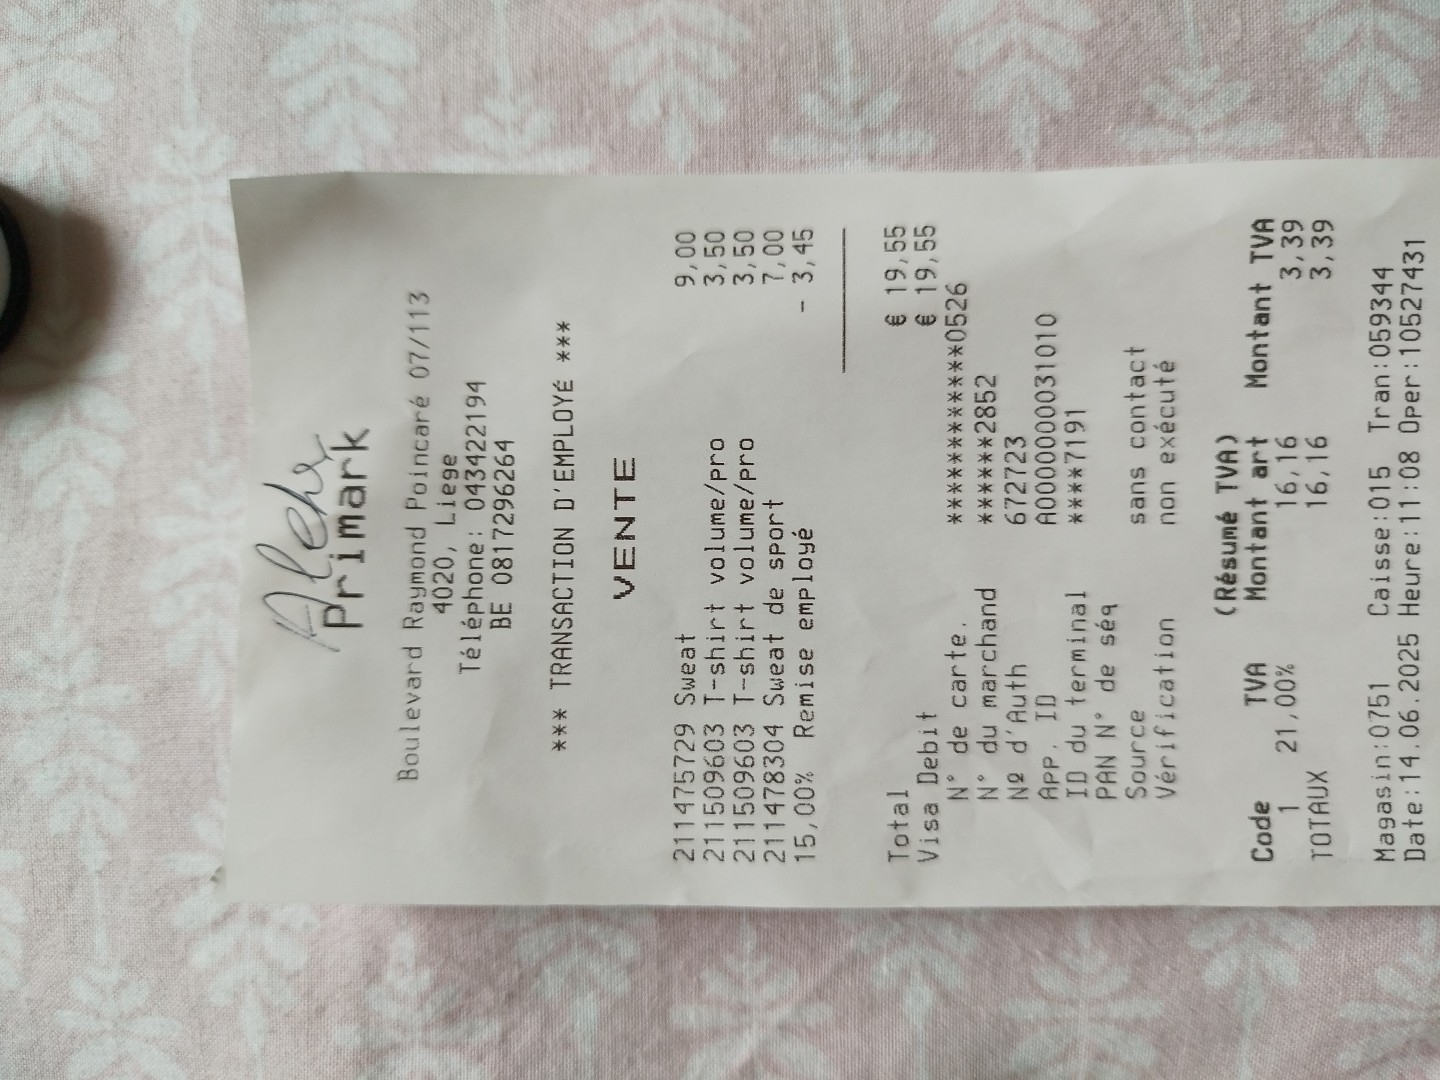 Primark
Boulevard Raymond Poincaré 07/113
4020, Liege
Téléphone: 043422194
BE 0817296264
*** TRANSACTION D'EMPLOYÉ ***
VENTE
211475729 Sweat 9,00
211509603 T-shirt volume/pro 3,50
211509603 T-shirt volume/pro 3,50
211478304 Sweat de sport 7,00
15,00% Remise employé - 3,45
Total € 19,55
Visa Debit € 19,55
N° de carte. ************0526
N° du marchand ******2852
Nº d'Auth 672723
APP. ID A0000000031010
ID du terminal ****7191
PAN N° de séq
Source sans contact
Vérification non exécuté
(Résumé TVA)
Code TVA Montant art Montant TVA
1 21,00% 16,16 3,39
TOTAUX 16,16 3,39
Magasin:0751 Caisse:015 Tran:059344
Date:14.06.2025 Heure:11:08 Oper:10527431